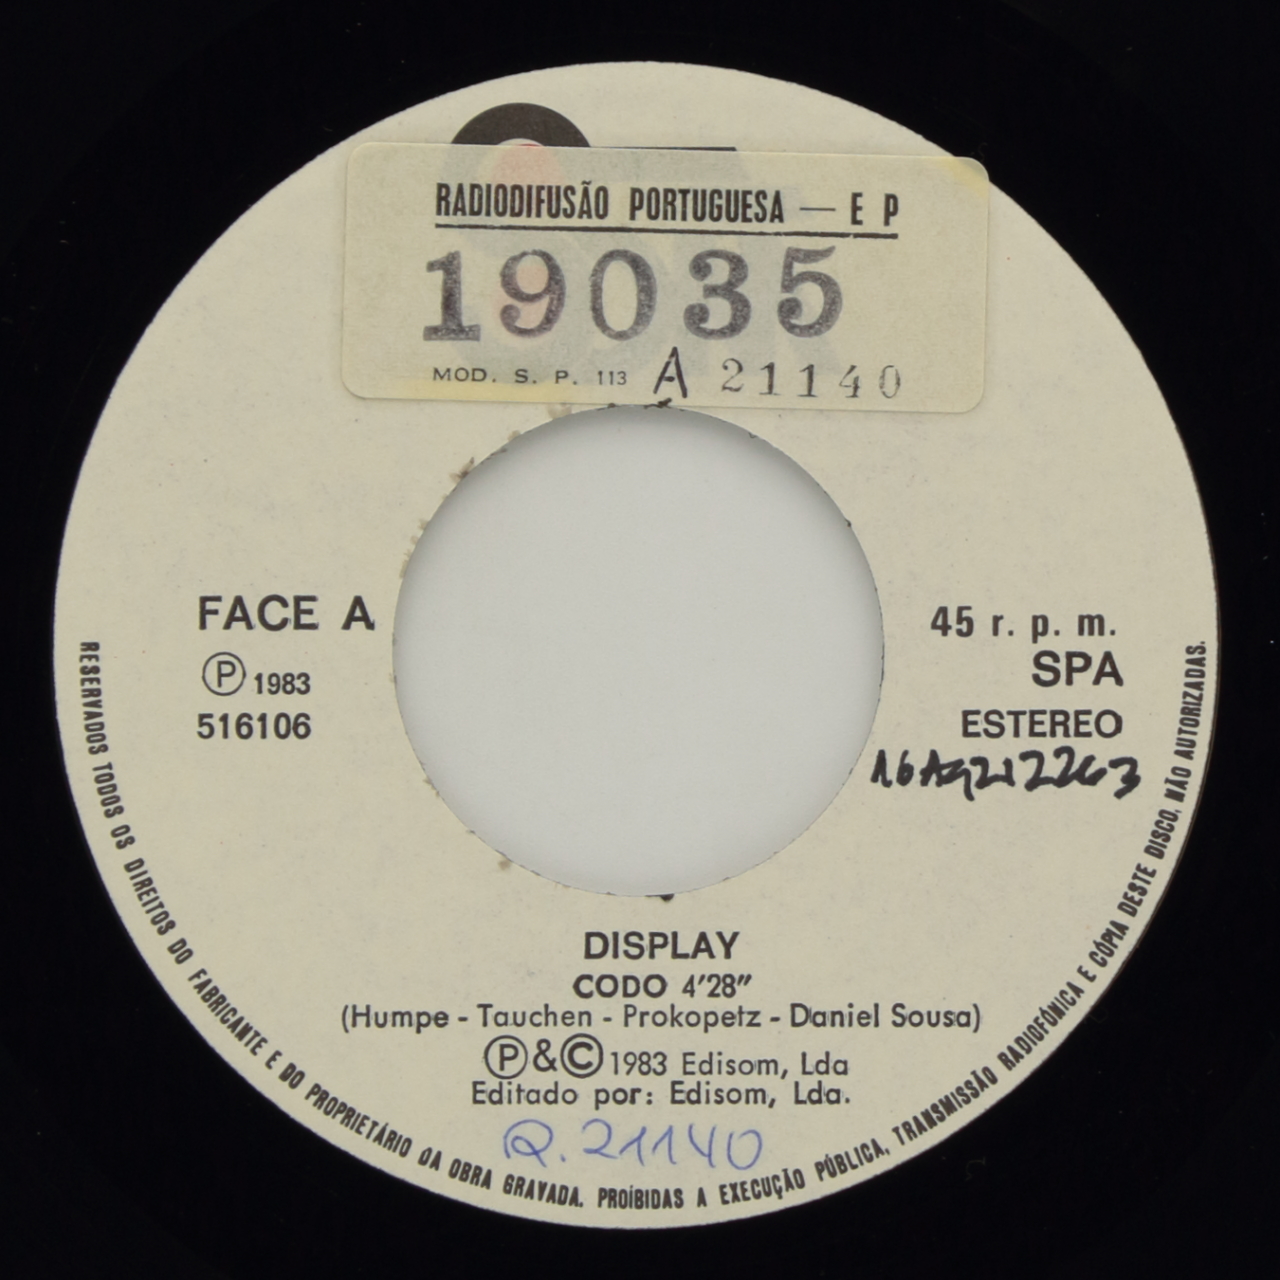 RADIODIFUSÃO PORTUGUESA — E P
19035
MOD. S. P. 113 A 21140
FACE A
Ⓟ 1983
516106
45 r. p. m.
SPA
ESTEREO
DISPLAY
CODO 4'28"
(Humpe - Tauchen - Prokopetz - Daniel Sousa)
Ⓟ&© 1983 Edisom, Lda
Editado por: Edisom, Lda.
R. 21140
RESERVADOS TODOS OS DIREITOS DO FABRICANTE E DO PROPRIETÁRIO DA OBRA GRAVADA. PROÍBIDAS A EXECUÇÃO PÚBLICA, TRANSMISSÃO RADIOFÓNICA E CÓPIA DESTE DISCO, NÃO AUTORIZADAS.